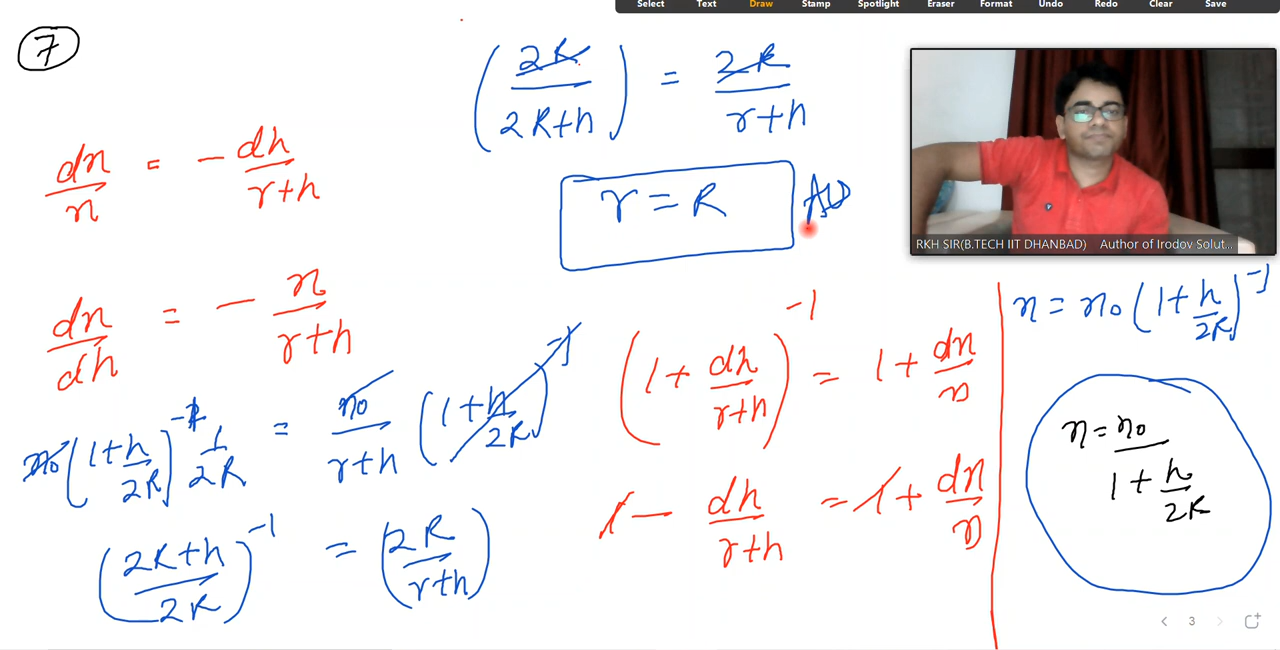 Select Text Draw Stamp Spotlight Eraser Format Undo Redo Clear Save
7
(2R/2R+h) = 2R/r+h
r = R
dn/n = - dh/r+h
dn/dh = - n/r+h
n₀(1+h/2R)⁻² 1/2R = n₀/r+h (1+h/2R)⁻¹
(2R+h/2R)⁻¹ = (2R/r+h)
(1+dh/r+h)⁻¹ = 1+dn/n
1 - dh/r+h = 1+dn/n
RKH SIR(B.TECH IIT DHANBAD) Author of Irodov Solut...
n = n₀(1+h/2R)⁻¹
n = n₀/1+h/2R
3